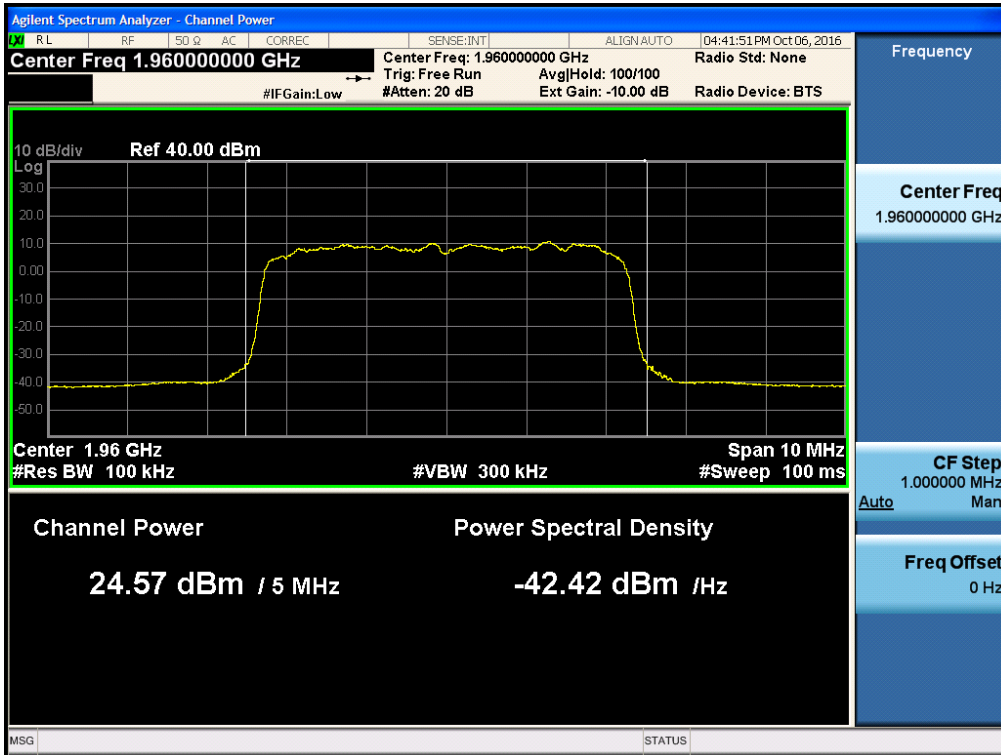 Agilent Spectrum Analyzer - Channel Power
LXI RL RF 50 Ω AC CORREC SENSE:INT ALIGN AUTO 04:41:51 PM Oct 06, 2016
Center Freq 1.960000000 GHz
Center Freq: 1.960000000 GHz Radio Std: None
Trig: Free Run Avg|Hold: 100/100
#IFGain:Low #Atten: 20 dB Ext Gain: -10.00 dB Radio Device: BTS
10 dB/div Ref 40.00 dBm
Log
30.0
20.0
10.0
0.00
-10.0
-20.0
-30.0
-40.0
-50.0
Center 1.96 GHz Span 10 MHz
#Res BW 100 kHz #VBW 300 kHz #Sweep 100 ms
Channel Power Power Spectral Density
24.57 dBm / 5 MHz -42.42 dBm /Hz
MSG STATUS
Frequency
Center Freq
1.960000000 GHz
CF Step
1.000000 MHz
Auto Man
Freq Offset
0 Hz